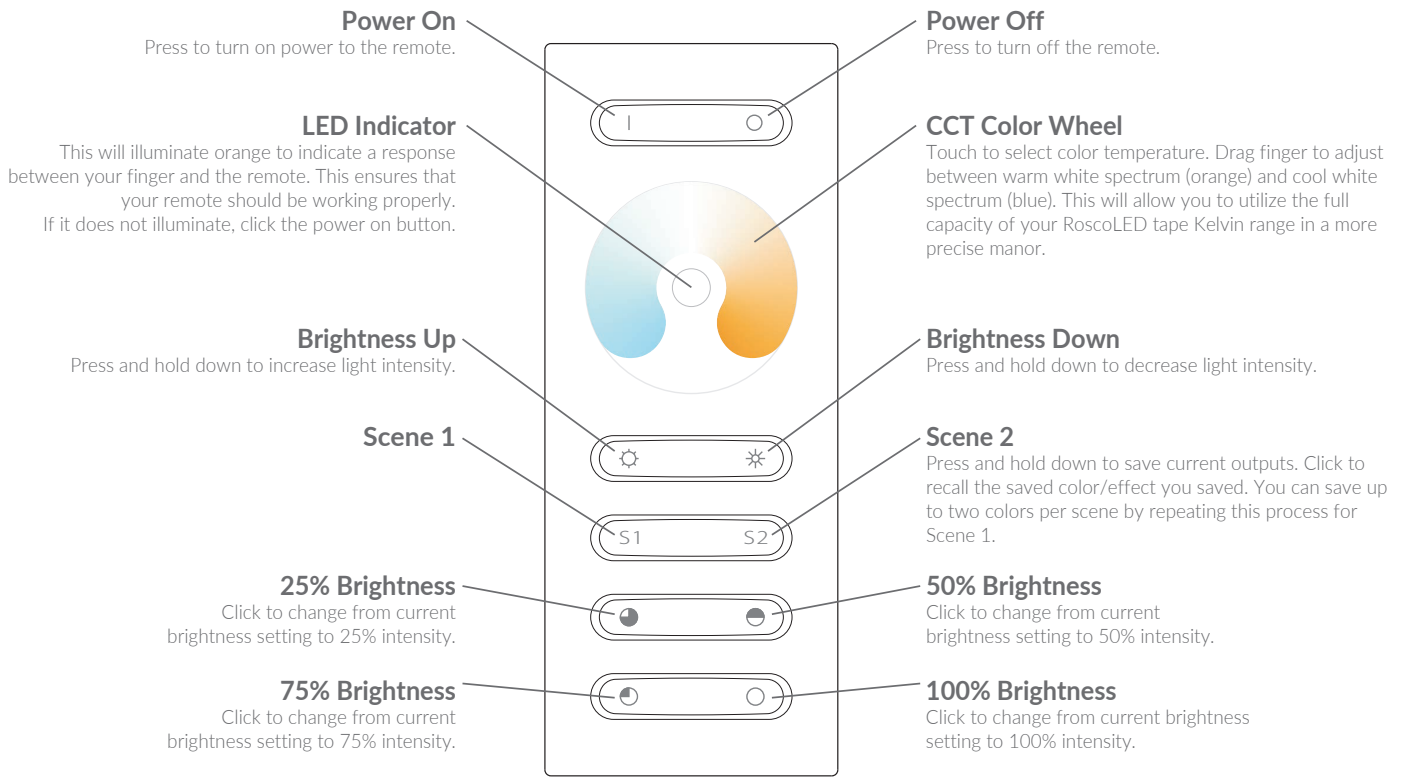 Power On
Press to turn on power to the remote.
Power Off
Press to turn off the remote.
LED Indicator
This will illuminate orange to indicate a response
between your finger and the remote. This ensures that
your remote should be working properly.
If it does not illuminate, click the power on button.
CCT Color Wheel
Touch to select color temperature. Drag finger to adjust
between warm white spectrum (orange) and cool white
spectrum (blue). This will allow you to utilize the full
capacity of your RoscoLED tape Kelvin range in a more
precise manor.
Brightness Up
Press and hold down to increase light intensity.
Brightness Down
Press and hold down to decrease light intensity.
Scene 1
Scene 2
Press and hold down to save current outputs. Click to
recall the saved color/effect you saved. You can save up
to two colors per scene by repeating this process for
Scene 1.
S1 S2
25% Brightness
Click to change from current
brightness setting to 25% intensity.
50% Brightness
Click to change from current
brightness setting to 50% intensity.
75% Brightness
Click to change from current
brightness setting to 75% intensity.
100% Brightness
Click to change from current brightness
setting to 100% intensity.